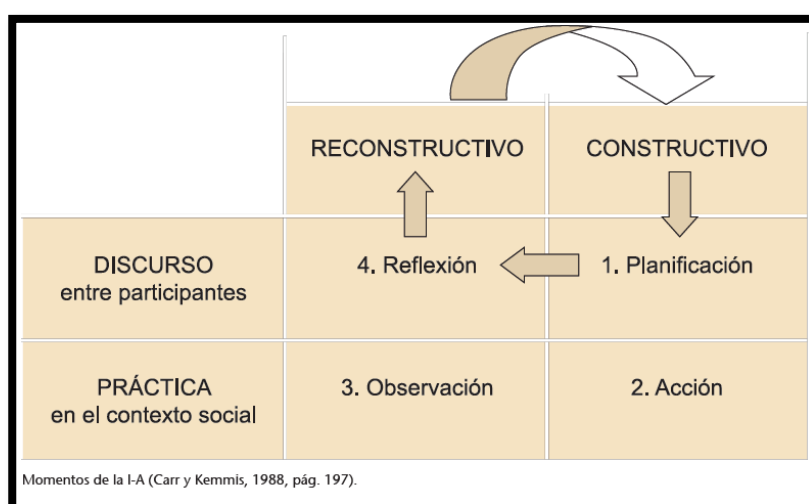 RECONSTRUCTIVO
CONSTRUCTIVO
DISCURSO
entre participantes
4. Reflexión
1. Planificación
PRÁCTICA
en el contexto social
3. Observación
2. Acción
Momentos de la I-A (Carr y Kemmis, 1988, pág. 197).